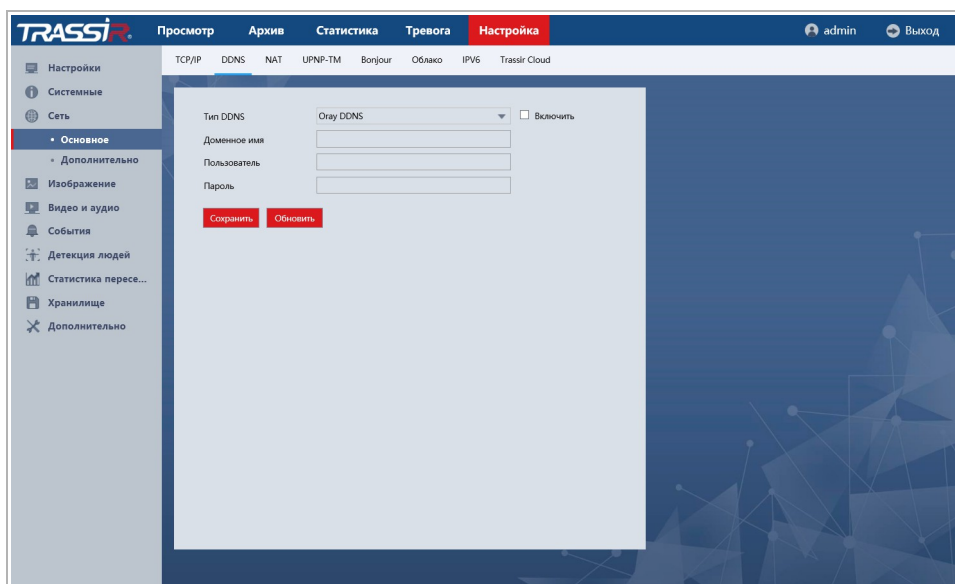 TRASSIR
Просмотр Архив Статистика Тревога Настройка admin Выход
TCP/IP DDNS NAT UPNP-TM Bonjour Облако IPV6 Trassir Cloud
Настройки
Системные
Сеть
Основное
Дополнительно
Изображение
Видео и аудио
События
Детекция людей
Статистика пересе...
Хранилище
Дополнительно
Тип DDNS Oray DDNS Включить
Доменное имя
Пользователь
Пароль
Сохранить Обновить